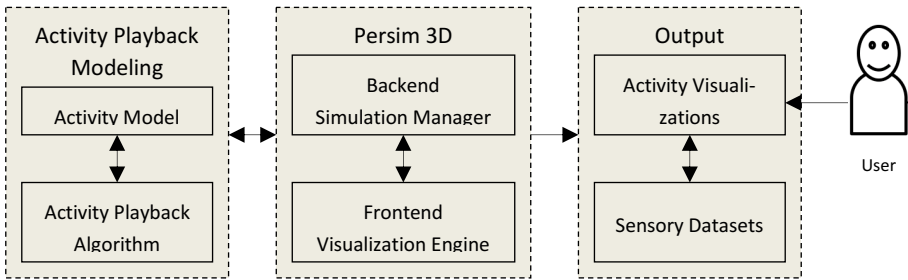 Activity Playback
Modeling
Activity Model
Activity Playback
Algorithm
Persim 3D
Backend
Simulation Manager
Frontend
Visualization Engine
Output
Activity Visuali-
zations
Sensory Datasets
User